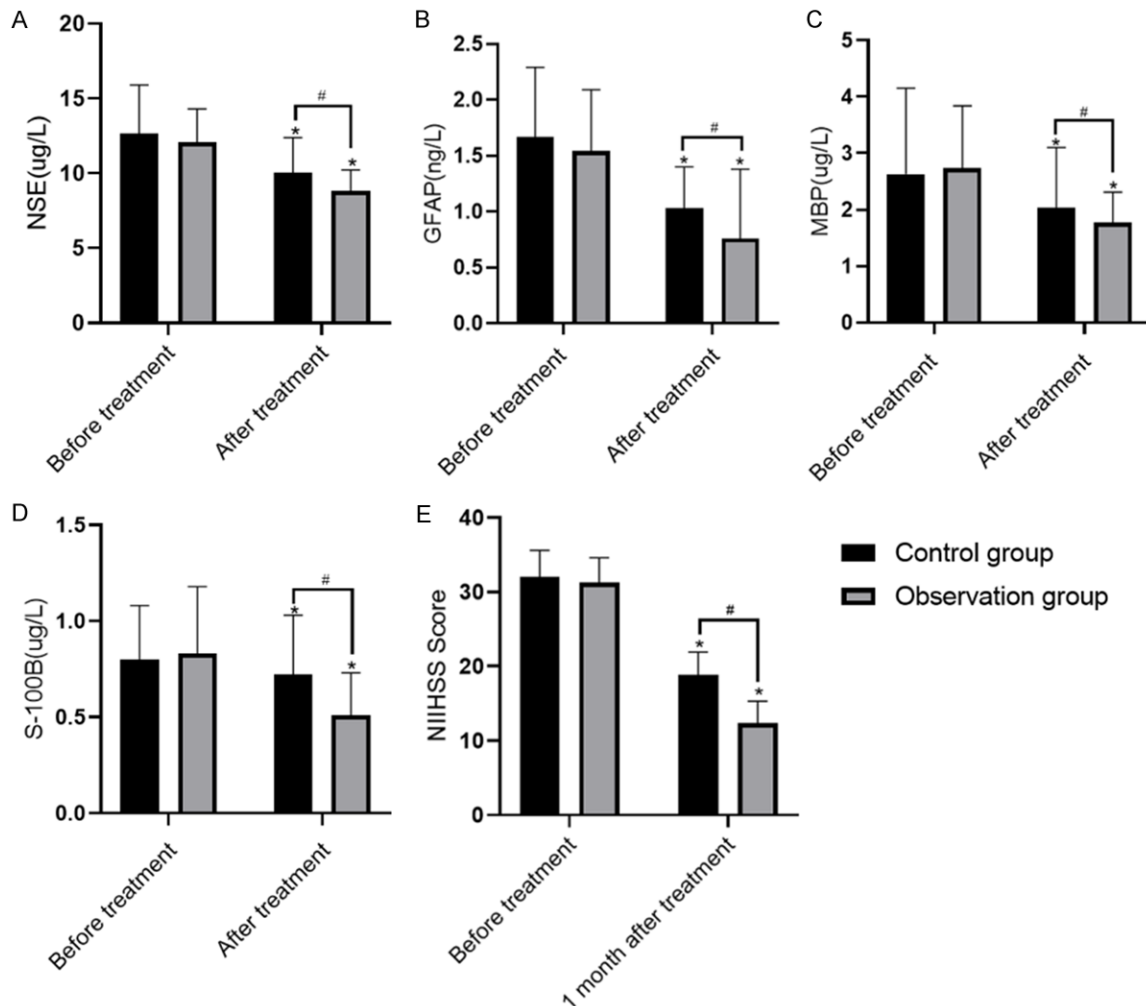 A
NSE(ug/L)
20
15
10
5
0
*
#
*
Before treatment
After treatment
B
GFAP(ng/L)
2.5
2.0
1.5
1.0
0.5
0.0
*
#
*
Before treatment
After treatment
C
MBP(ug/L)
5
4
3
2
1
0
*
#
*
Before treatment
After treatment
D
S-100B(ug/L)
1.5
1.0
0.5
0.0
*
#
*
Before treatment
After treatment
E
NIIHSS Score
40
30
20
10
0
*
#
*
Before treatment
1 month after treatment
Control group
Observation group